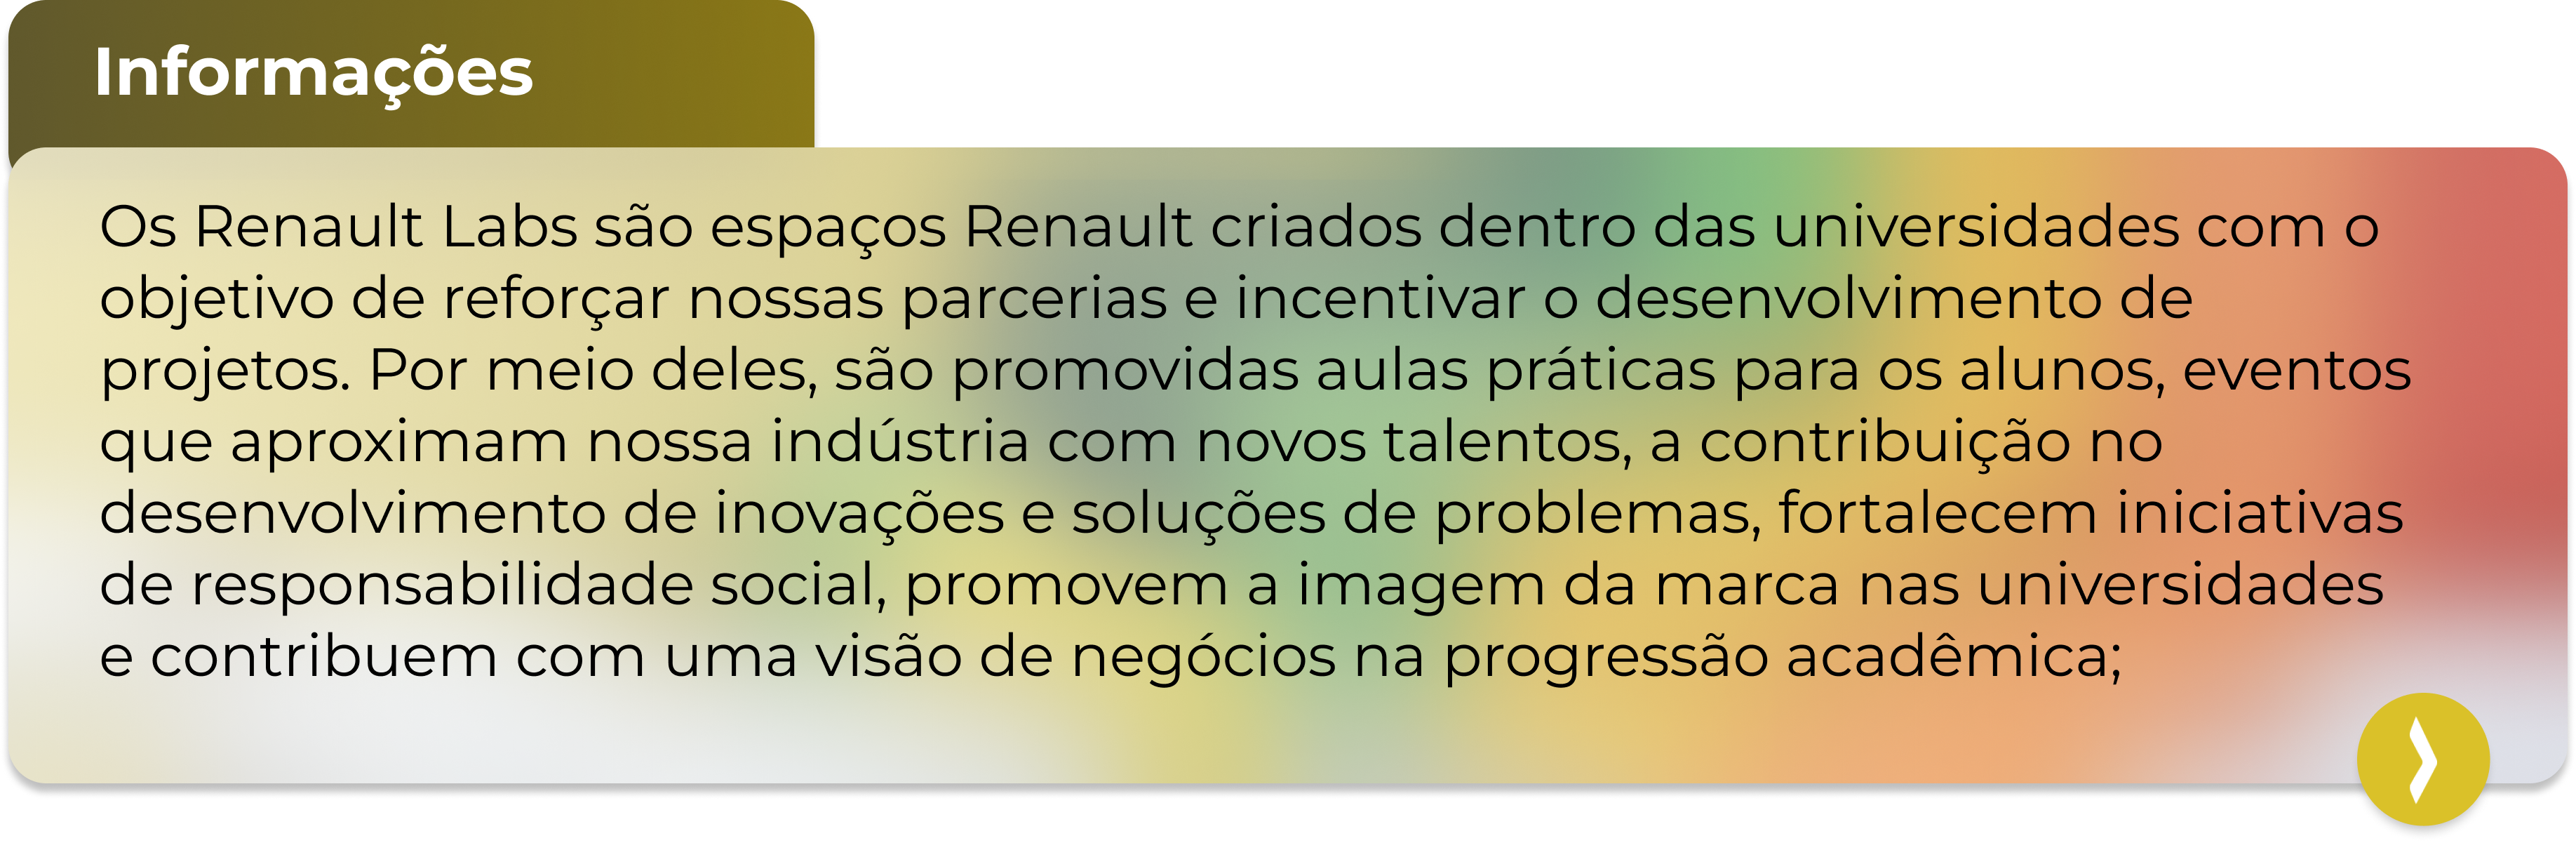 Informações
Os Renault Labs são espaços Renault criados dentro das universidades com o
objetivo de reforçar nossas parcerias e incentivar o desenvolvimento de
projetos. Por meio deles, são promovidas aulas práticas para os alunos, eventos
que aproximam nossa indústria com novos talentos, a contribuição no
desenvolvimento de inovações e soluções de problemas, fortalecem iniciativas
de responsabilidade social, promovem a imagem da marca nas universidades
e contribuem com uma visão de negócios na progressão acadêmica;